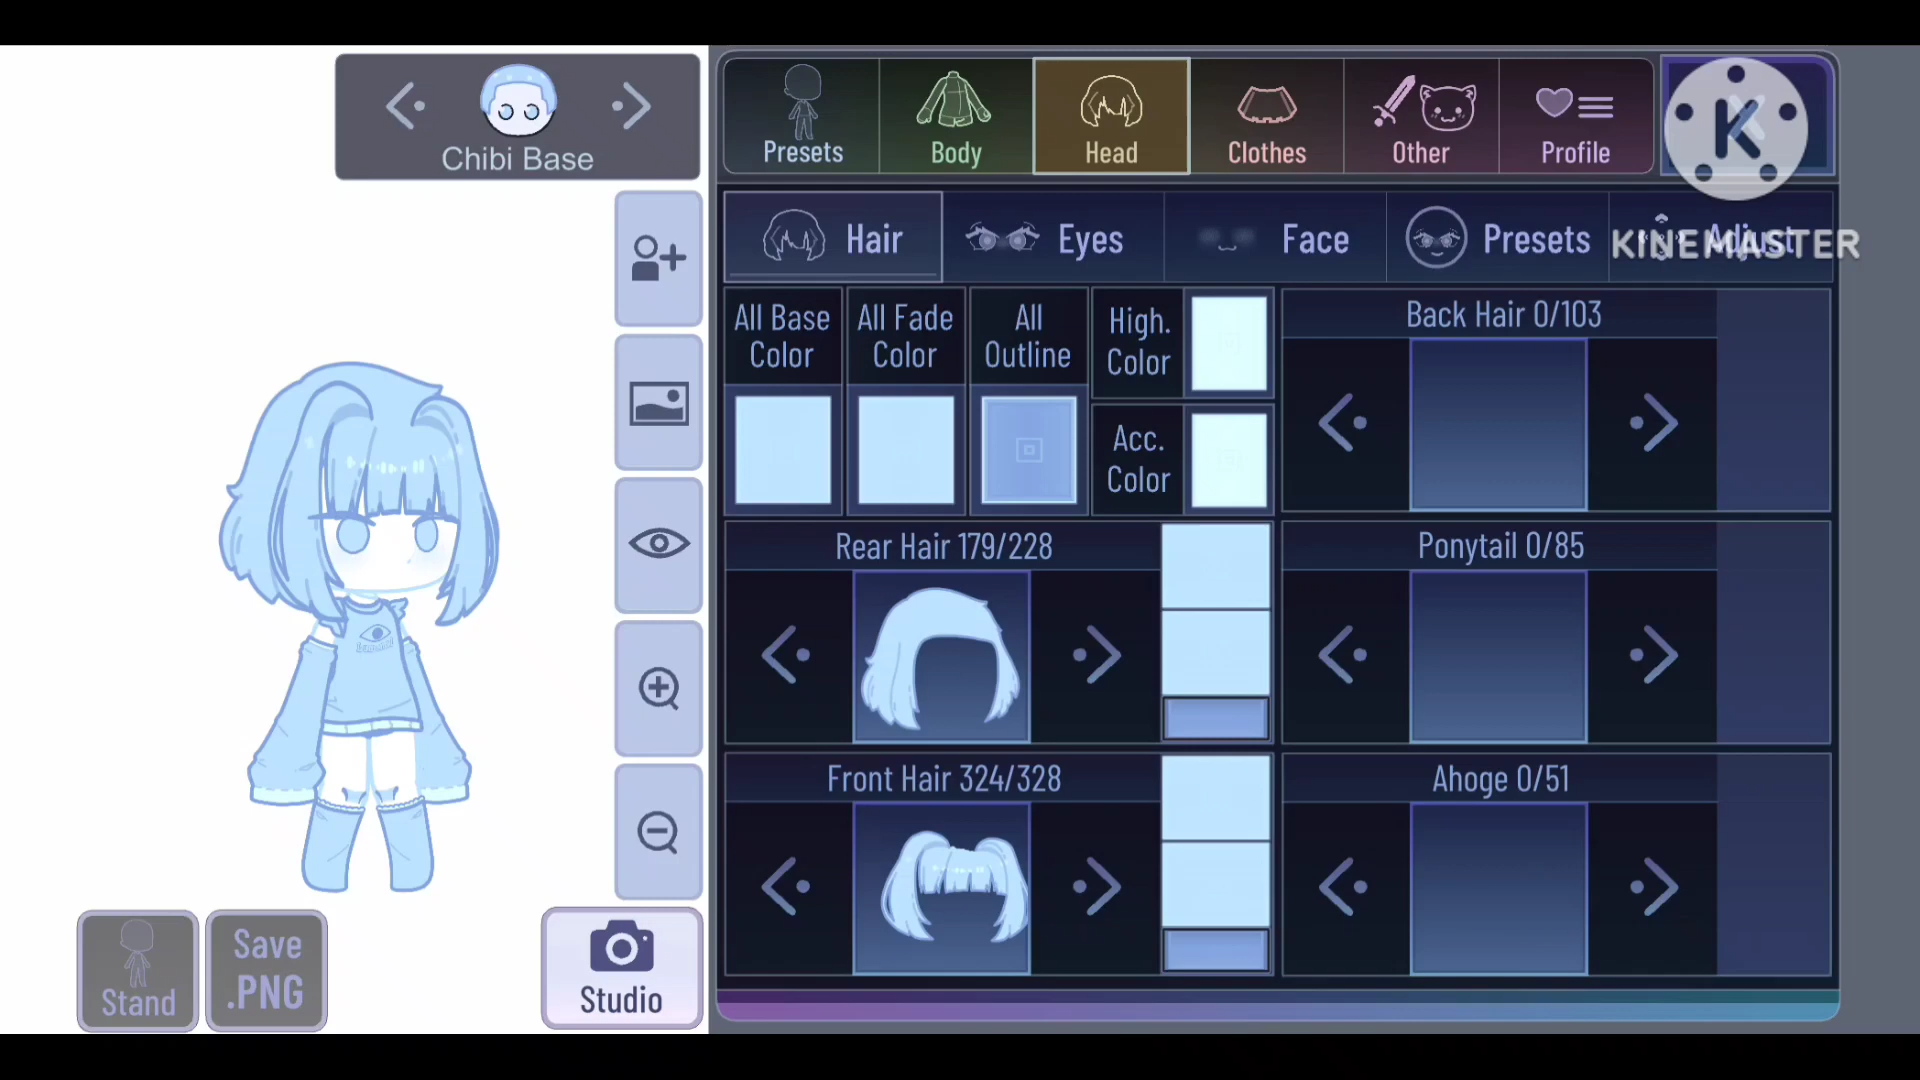 Chibi Base
Presets
Body
Head
Clothes
Other
Profile
K
Hair
Eyes
Face
Presets
Adjust
KINEMASTER
All Base
Color
All Fade
Color
All
Outline
High.
Color
Acc.
Color
Back Hair 0/103
Rear Hair 179/228
Ponytail 0/85
Front Hair 324/328
Ahoge 0/51
Stand
Save
.PNG
Studio